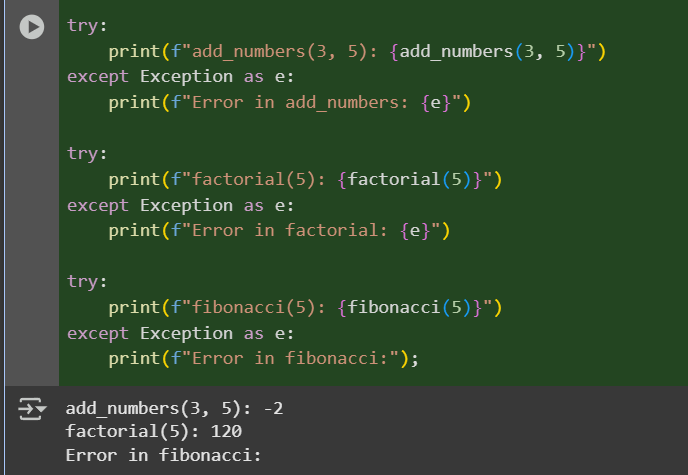 try:
    print(f"add_numbers(3, 5): {add_numbers(3, 5)}")
except Exception as e:
    print(f"Error in add_numbers: {e}")

try:
    print(f"factorial(5): {factorial(5)}")
except Exception as e:
    print(f"Error in factorial: {e}")

try:
    print(f"fibonacci(5): {fibonacci(5)}")
except Exception as e:
    print(f"Error in fibonacci:");
add_numbers(3, 5): -2
factorial(5): 120
Error in fibonacci: